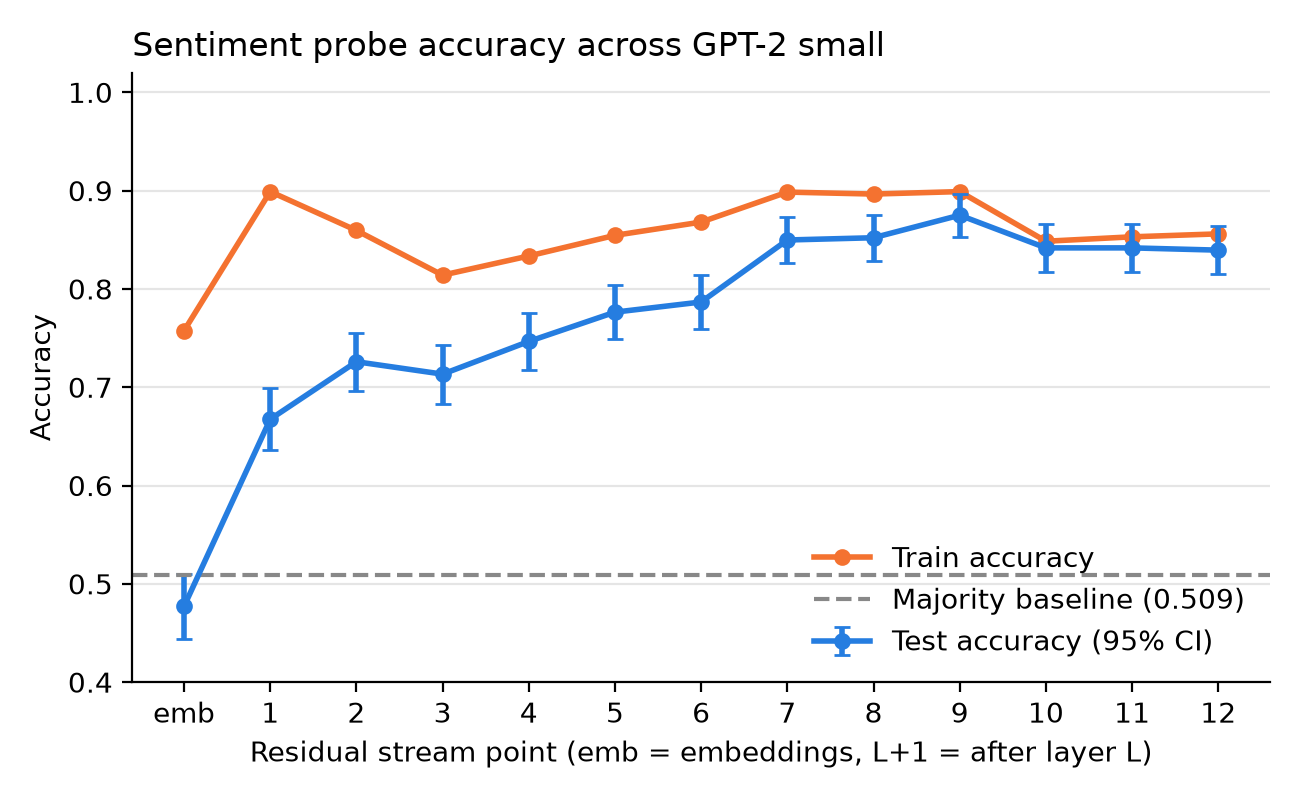 Sentiment probe accuracy across GPT-2 small
1.0
0.9
0.8
0.7
0.6
0.5
0.4
Accuracy
Train accuracy
Majority baseline (0.509)
Test accuracy (95% CI)
emb 1 2 3 4 5 6 7 8 9 10 11 12
Residual stream point (emb = embeddings, L+1 = after layer L)